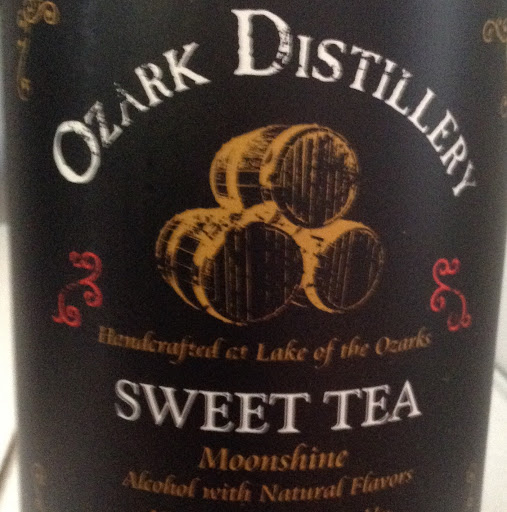 OZARK DISTILLERY
Handcrafted at Lake of the Ozarks
SWEET TEA
Moonshine
Alcohol with Natural Flavors